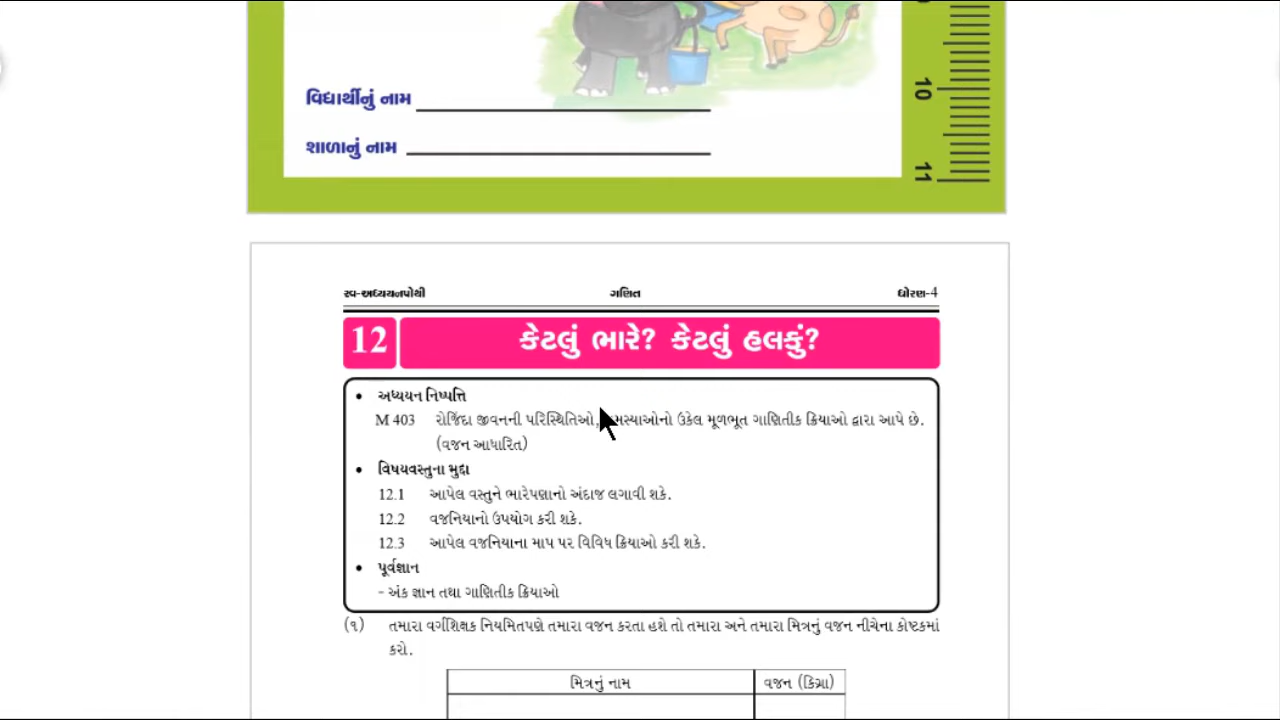 વિદ્યાર્થીનું નામ
શાળાનું નામ
10
11
સ્વ-અધ્યયનપોથી ગણિત ધોરણ-4
12 કેટલું ભારે? કેટલું હલકું?
• અધ્યયન નિષ્પત્તિ
M 403 રોજિંદા જીવનની પરિસ્થિતિઓ, સમસ્યાઓનો ઉકેલ મૂળભૂત ગાણિતીક ક્રિયાઓ દ્વારા આપે છે.
(વજન આધારિત)
• વિષયવસ્તુના મુદ્દા
12.1 આપેલ વસ્તુને ભારેપણાનો અંદાજ લગાવી શકે.
12.2 વજનિયાનો ઉપયોગ કરી શકે.
12.3 આપેલ વજનિયાના માપ પર વિવિધ ક્રિયાઓ કરી શકે.
• પૂર્વજ્ઞાન
- અંક જ્ઞાન તથા ગાણિતીક ક્રિયાઓ
(૧) તમારા વર્ગશિક્ષક નિયમિતપણે તમારા વજન કરતા હશે તો તમારા અને તમારા મિત્રનું વજન નીચેના કોષ્ટકમાં
કરો.
મિત્રનું નામ વજન (કિગ્રા)